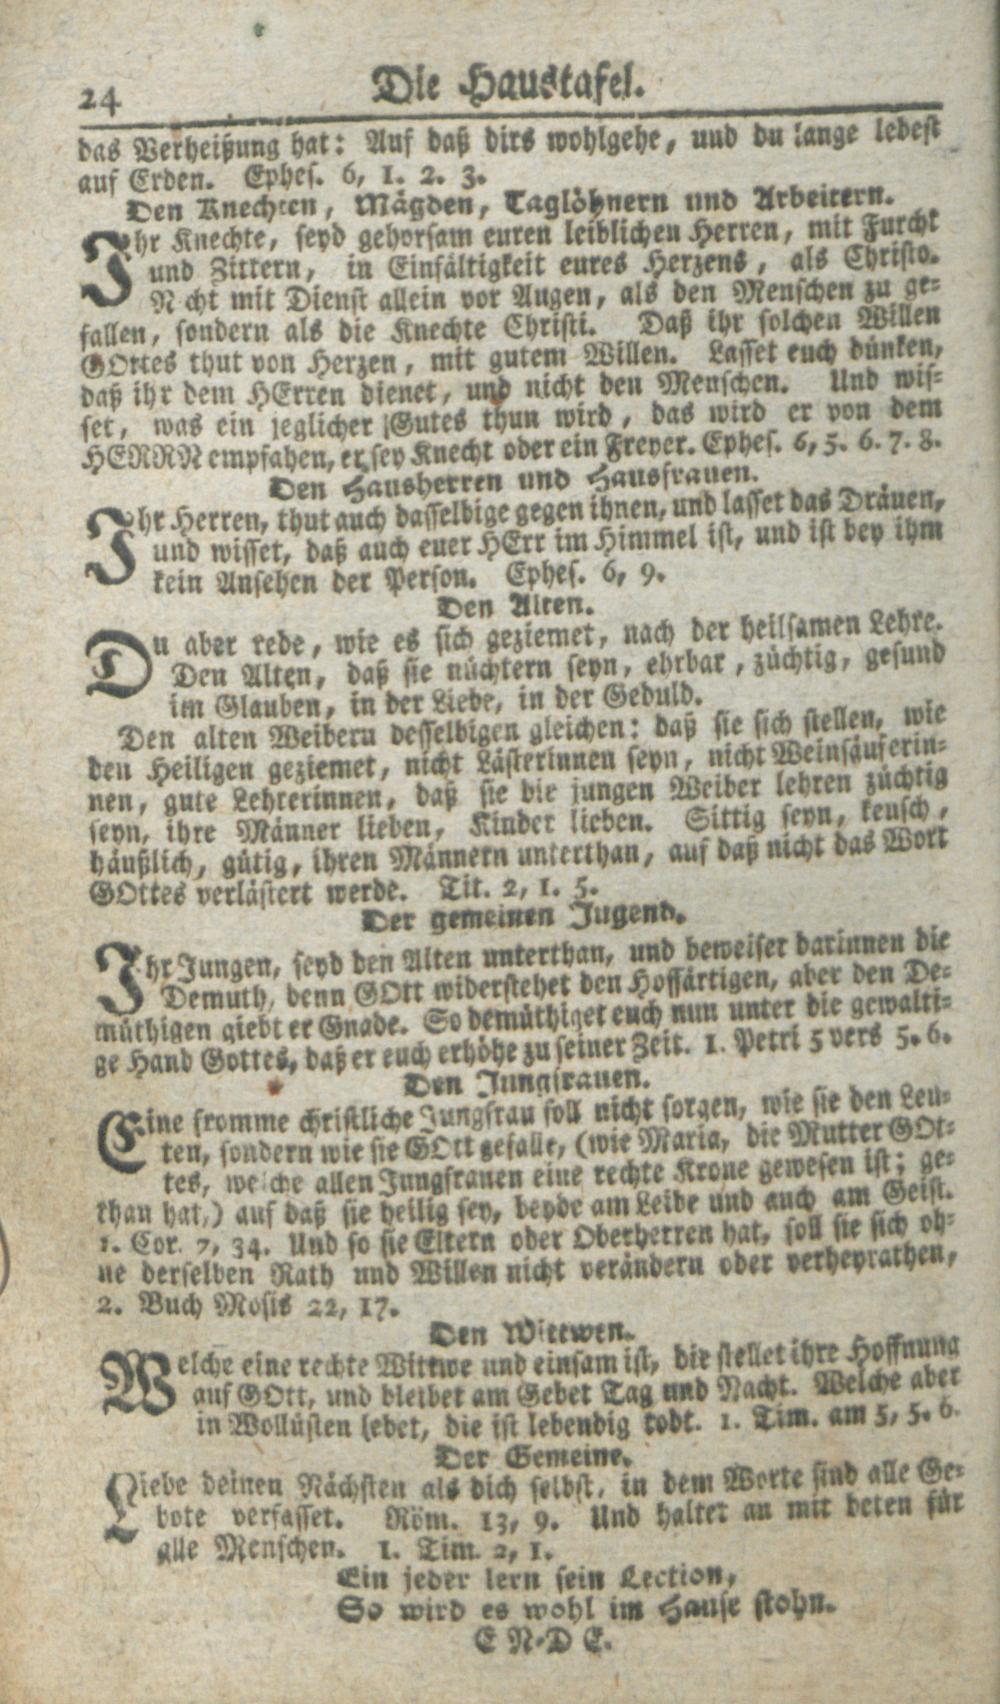 24
Die Haustafel.
das Verheißung hat: Auf daß dirs wohlgehe, und du lange lebest
auf Erden. Ephes. 6, 1. 2. 3.
Den Knechten, Mägden, Taglöhnern und Arbeitern.
Ihr Knechte, seyd gehorsam euren leiblichen Herren, mit Furcht
und Zittern, in Einfältigkeit eures Herzens, als Christo.
Nicht mit Dienst allein vor Augen, als den Menschen zu ge-
fallen, sondern als die Knechte Christi. Daß ihr solchen Willen
GOttes thut von Herzen, mit gutem Willen. Lasset euch dünken,
daß ihr dem HErren dienet, und nicht den Menschen. Und wis-
set, was ein jeglicher Gutes thun wird, das wird er von dem
HERRN empfahen, er sey Knecht oder ein Freyer. Ephes. 6, 5. 6. 7. 8.
Den Hausherren und Hausfrauen.
Ihr Herren, thut auch dasselbige gegen ihnen, und lasset das Dräuen,
und wisset, daß auch euer HErr im Himmel ist, und ist bey ihm
kein Ansehen der Person. Ephes. 6, 9.
Den Alten.
Du aber rede, wie es sich geziemet, nach der heilsamen Lehre.
Den Alten, daß sie nüchtern seyn, ehrbar, züchtig, gesund
im Glauben, in der Liebe, in der Geduld.
Den alten Weibern desselbigen gleichen: daß sie sich stellen, wie
den Heiligen geziemet, nicht Lästerinnen seyn, nicht Weinsäuferin-
nen, gute Lehrerinnen, daß sie die jungen Weiber lehren züchtig
seyn, ihre Männer lieben, Kinder lieben. Sittig seyn, keusch,
häußlich, gütig, ihren Männern unterthan, auf daß nicht das Wort
GOttes verlästert werde. Tit. 2, 1. 5.
Der gemeinen Jugend.
Ihr Jungen, seyd den Alten unterthan, und beweiset darinnen die
Demuth, denn GOtt widerstehet den Hoffärtigen, aber den De-
müthigen giebt er Gnade. So demüthiget euch nun unter die gewalti-
ge Hand Gottes, daß er euch erhöhe zu seiner Zeit. 1. Petri 5 vers 5. 6.
Den Jungfrauen.
Eine fromme christliche Jungfrau soll nicht sorgen, wie sie den Leu-
ten, sondern wie sie GOtt gefalle, (wie Maria, die Mutter GOt-
tes, welche allen Jungfrauen eine rechte Krone gewesen ist; ge-
than hat,) auf daß sie heilig sey, beyde am Leibe und auch am Geist.
1. Cor. 7, 34. Und so sie Eltern oder Oberherren hat, soll sie sich oh-
ne derselben Rath und Willen nicht verändern oder verheyrathen,
2. Buch Mosis 22, 17.
Den Wittwen.
Welche eine rechte Wittwe und einsam ist, die stellet ihre Hoffnung
auf GOtt, und bleibet am Gebet Tag und Nacht. Welche aber
in Wollüsten lebet, die ist lebendig todt. 1. Tim. am 5, 5. 6.
Der Gemeine.
Liebe deinen Nächsten als dich selbst, in dem Worte sind alle Ge-
bote verfasset. Röm. 13, 9. Und haltet an mit beten für
alle Menschen. 1. Tim. 2, 1.
Ein jeder lern sein Lection,
So wird es wohl im Hause stohn.
E N D E.